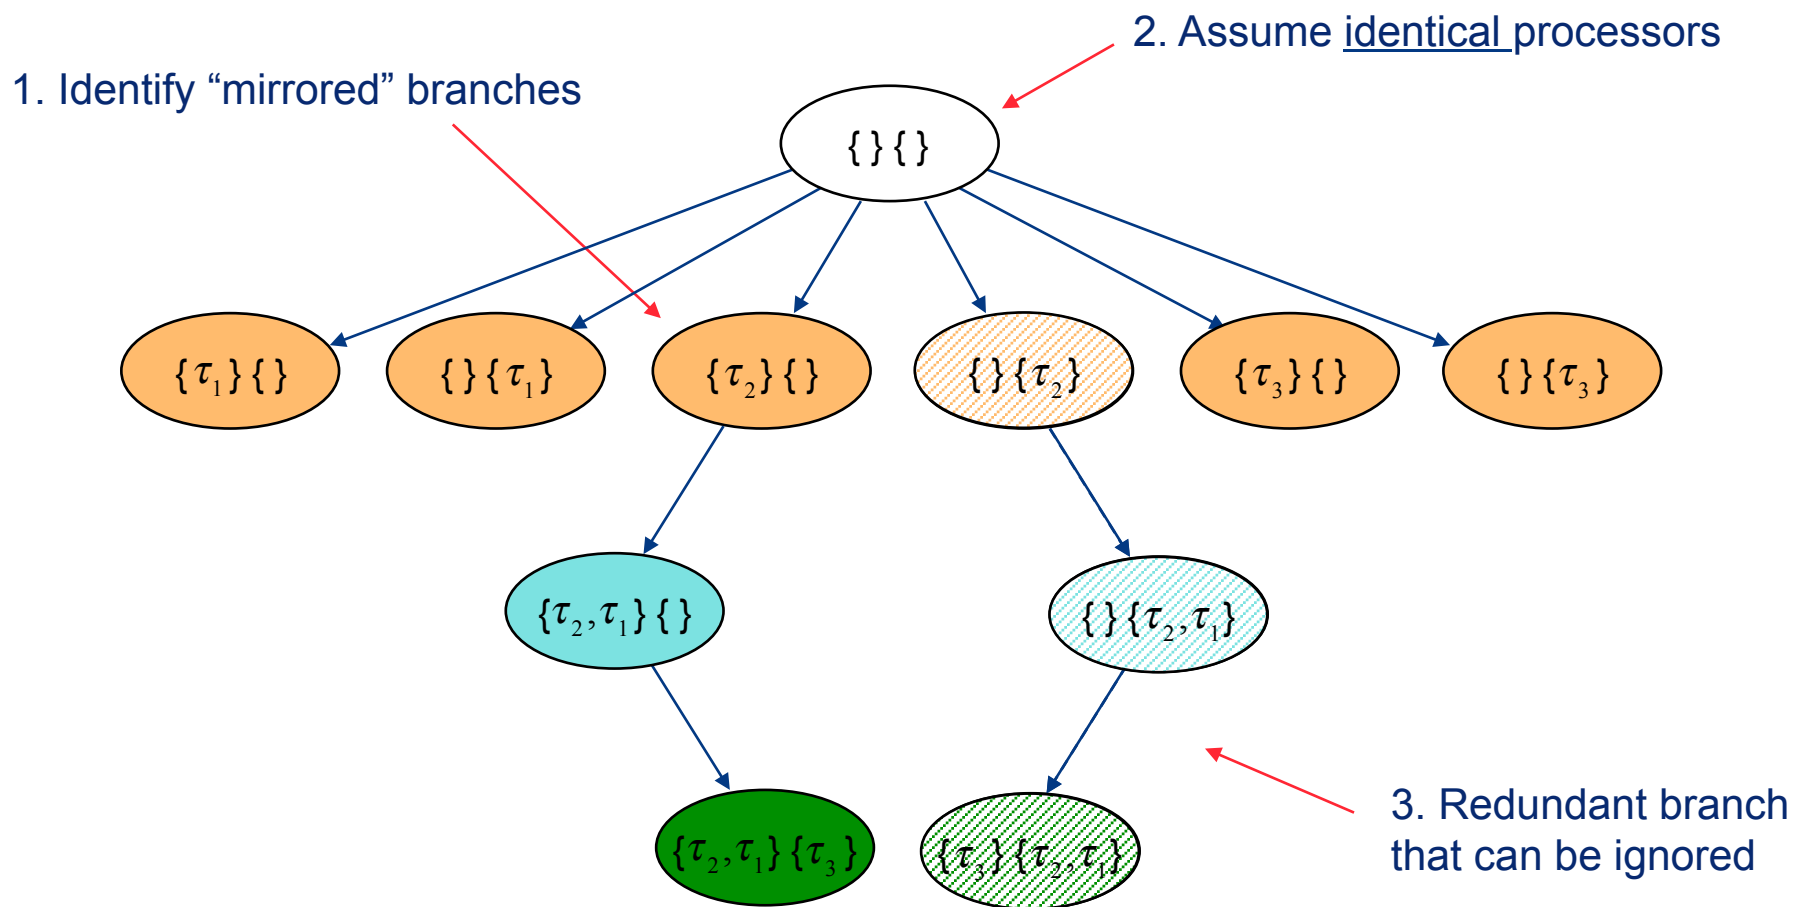 2. Assume identical processors
1. Identify “mirrored” branches
{ } { }
{τ₁} { }
{ } {τ₁}
{τ₂} { }
{ } {τ₂}
{τ₃} { }
{ } {τ₃}
{τ₂,τ₁} { }
{ } {τ₂,τ₁}
{τ₂,τ₁} {τ₃}
{τ₃} {τ₂,τ₁}
3. Redundant branch
that can be ignored